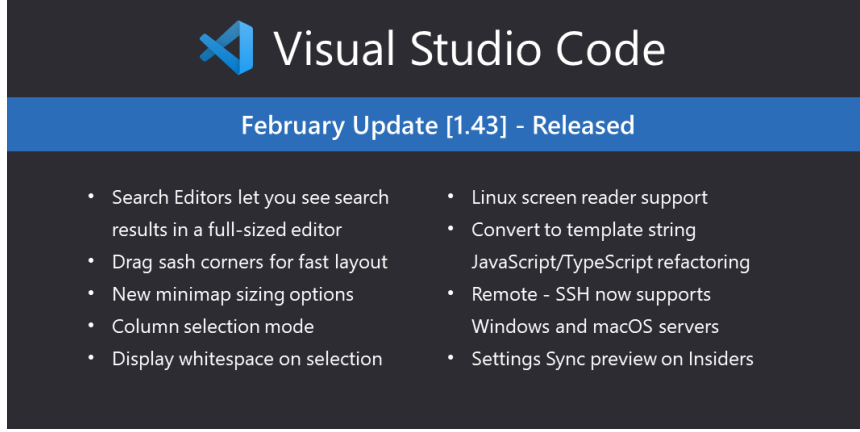 Visual Studio Code
February Update [1.43] - Released
• Search Editors let you see search
results in a full-sized editor
• Drag sash corners for fast layout
• New minimap sizing options
• Column selection mode
• Display whitespace on selection
• Linux screen reader support
• Convert to template string
JavaScript/TypeScript refactoring
• Remote - SSH now supports
Windows and macOS servers
• Settings Sync preview on Insiders